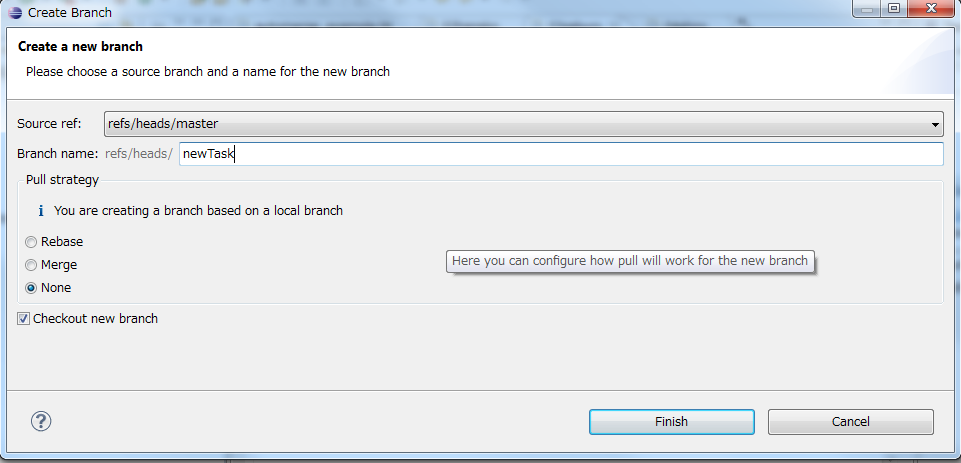 Create Branch
Create a new branch
Please choose a source branch and a name for the new branch
Source ref: refs/heads/master
Branch name: refs/heads/ newTask
Pull strategy
You are creating a branch based on a local branch
Rebase
Here you can configure how pull will work for the new branch
Merge
None
Checkout new branch
Finish Cancel